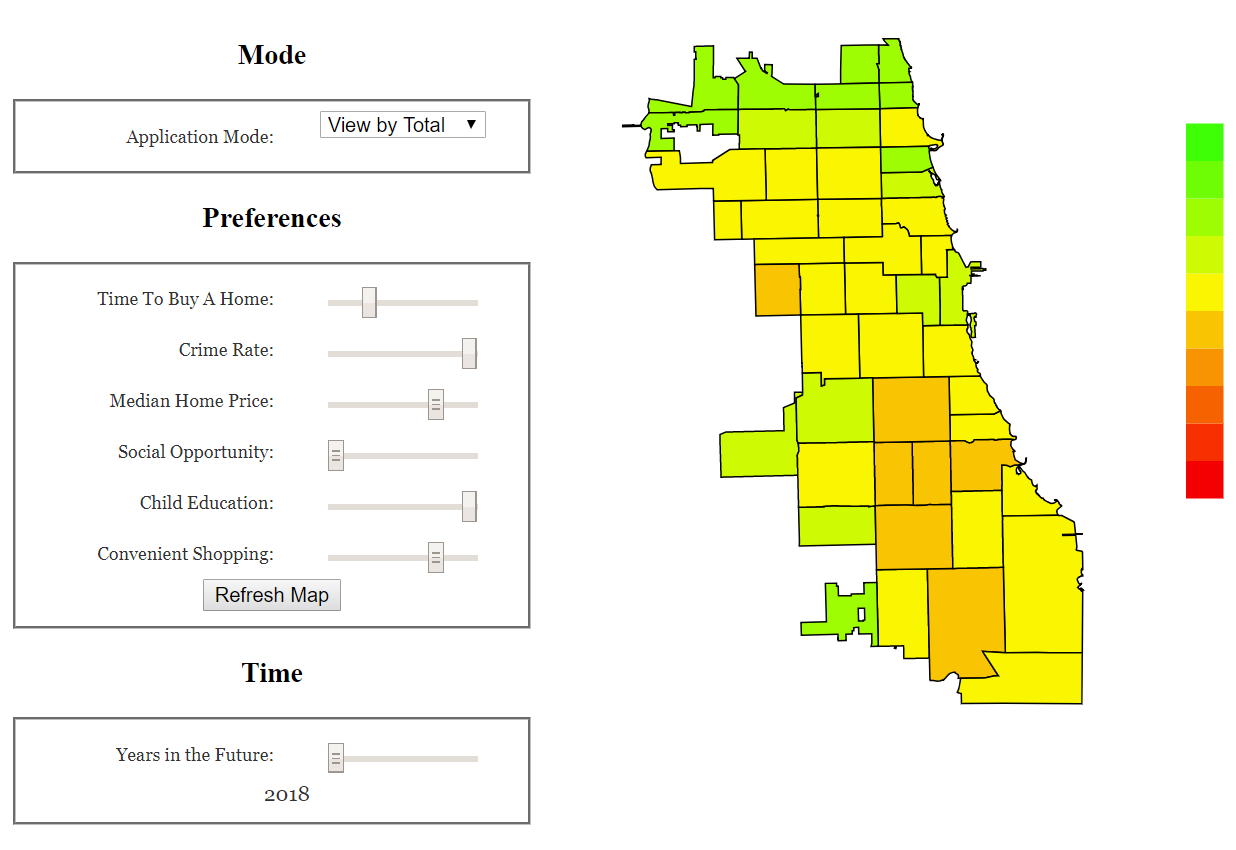 Mode
Application Mode:
View by Total
Preferences
Time To Buy A Home:
Crime Rate:
Median Home Price:
Social Opportunity:
Child Education:
Convenient Shopping:
Refresh Map
Time
Years in the Future:
2018